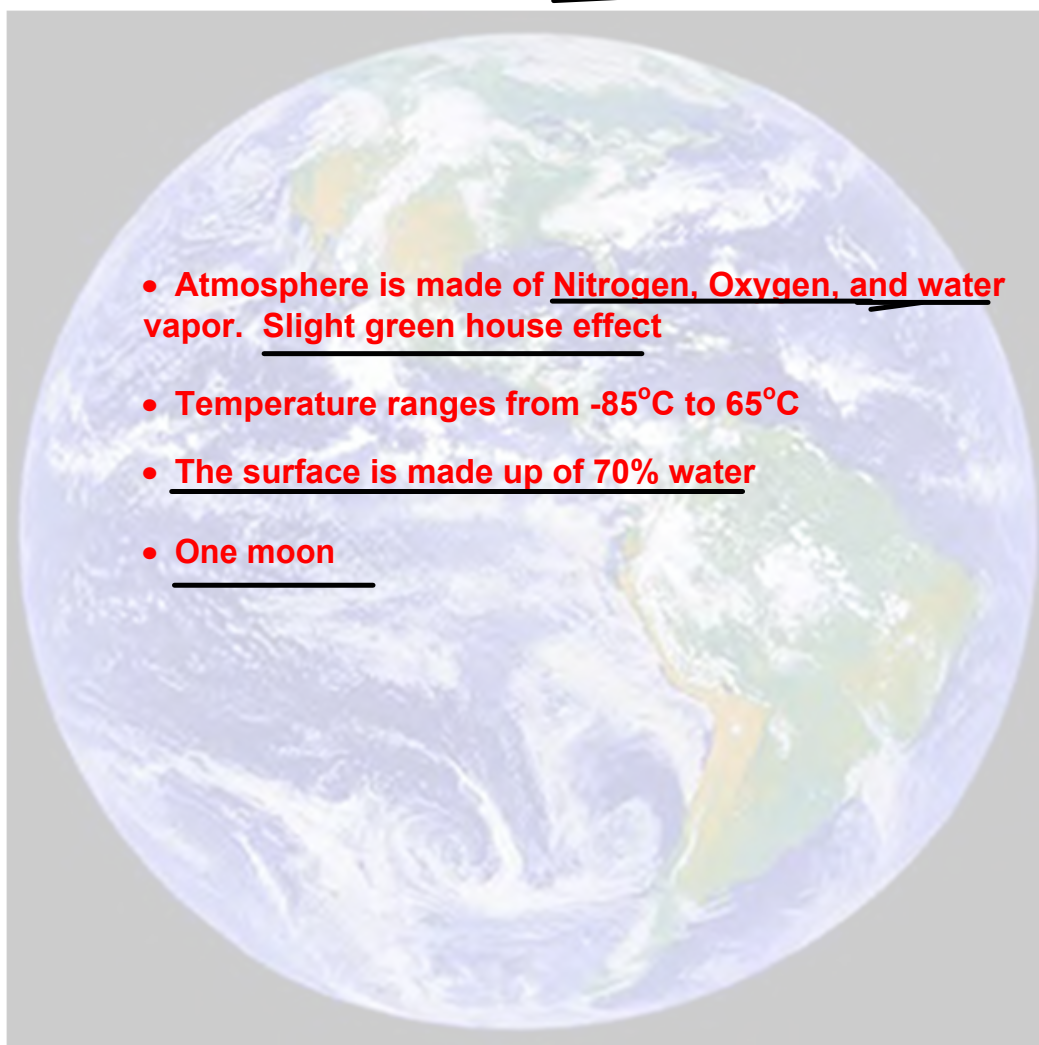 • Atmosphere is made of Nitrogen, Oxygen, and water
vapor. Slight green house effect
• Temperature ranges from -85°C to 65°C
• The surface is made up of 70% water
• One moon